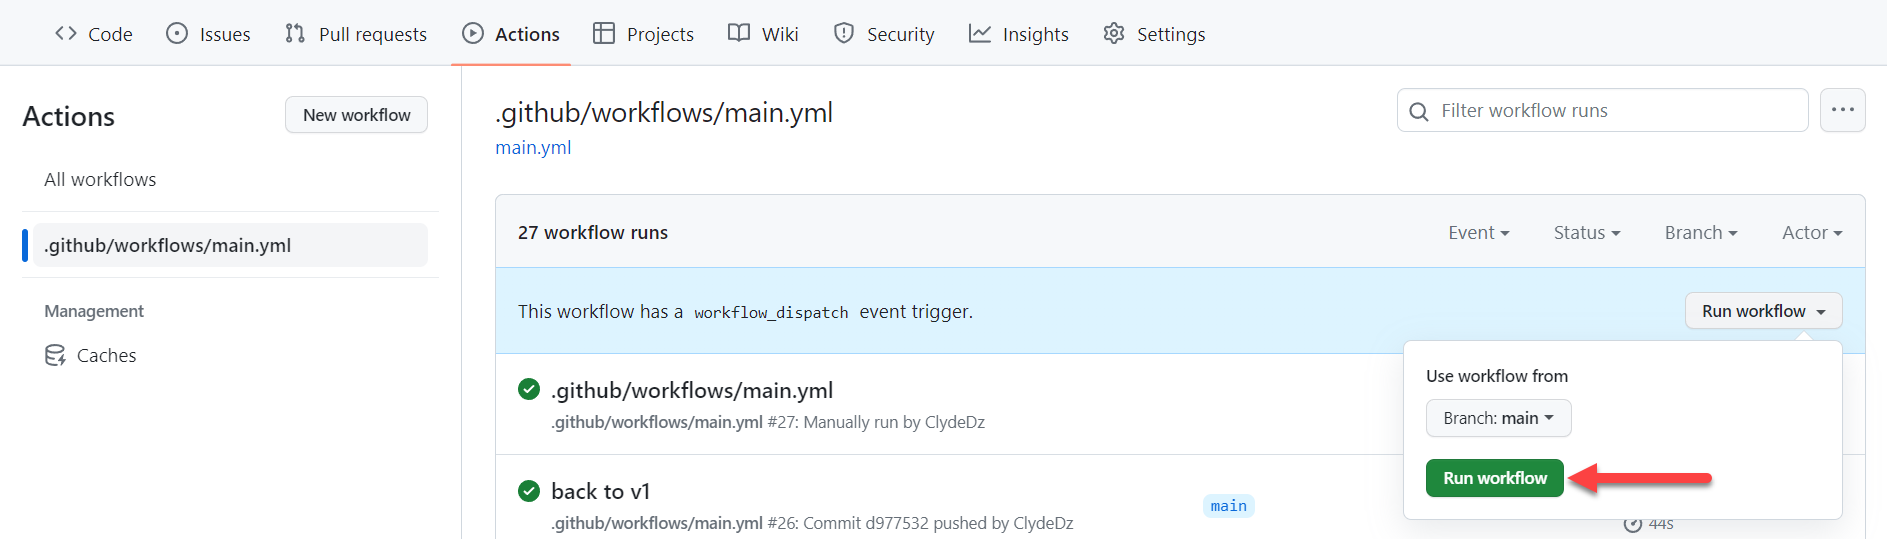 Code Issues Pull requests Actions Projects Wiki Security Insights Settings
Actions
New workflow
All workflows
.github/workflows/main.yml
Management
Caches
.github/workflows/main.yml
main.yml
Filter workflow runs
27 workflow runs
Event Status Branch Actor
This workflow has a workflow_dispatch event trigger.
Run workflow
Use workflow from
Branch: main
Run workflow
.github/workflows/main.yml
.github/workflows/main.yml #27: Manually run by ClydeDz
back to v1
.github/workflows/main.yml #26: Commit d977532 pushed by ClydeDz
main
44s